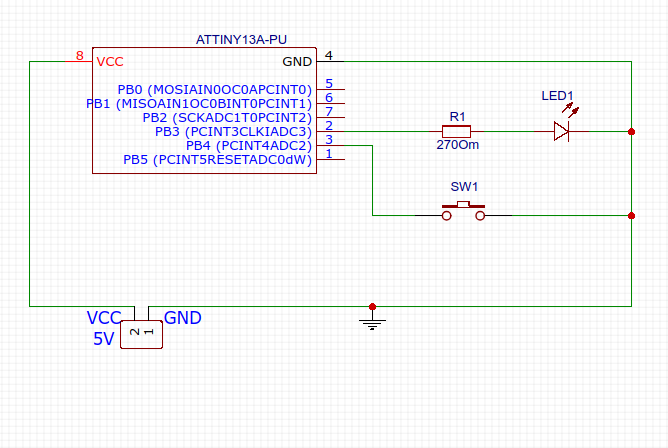 ATTINY13A-PU
8 VCC GND 4
PB0 (MOSIAIN0OC0APCINT0) 5
PB1 (MISOAIN1OC0BINT0PCINT1) 6
PB2 (SCKADC1T0PCINT2) 7
PB3 (PCINT3CLKIADC3) 2
PB4 (PCINT4ADC2) 3
PB5 (PCINT5RESETADC0dW) 1
LED1
R1
270Om
SW1
VCC GND
5V 2 1